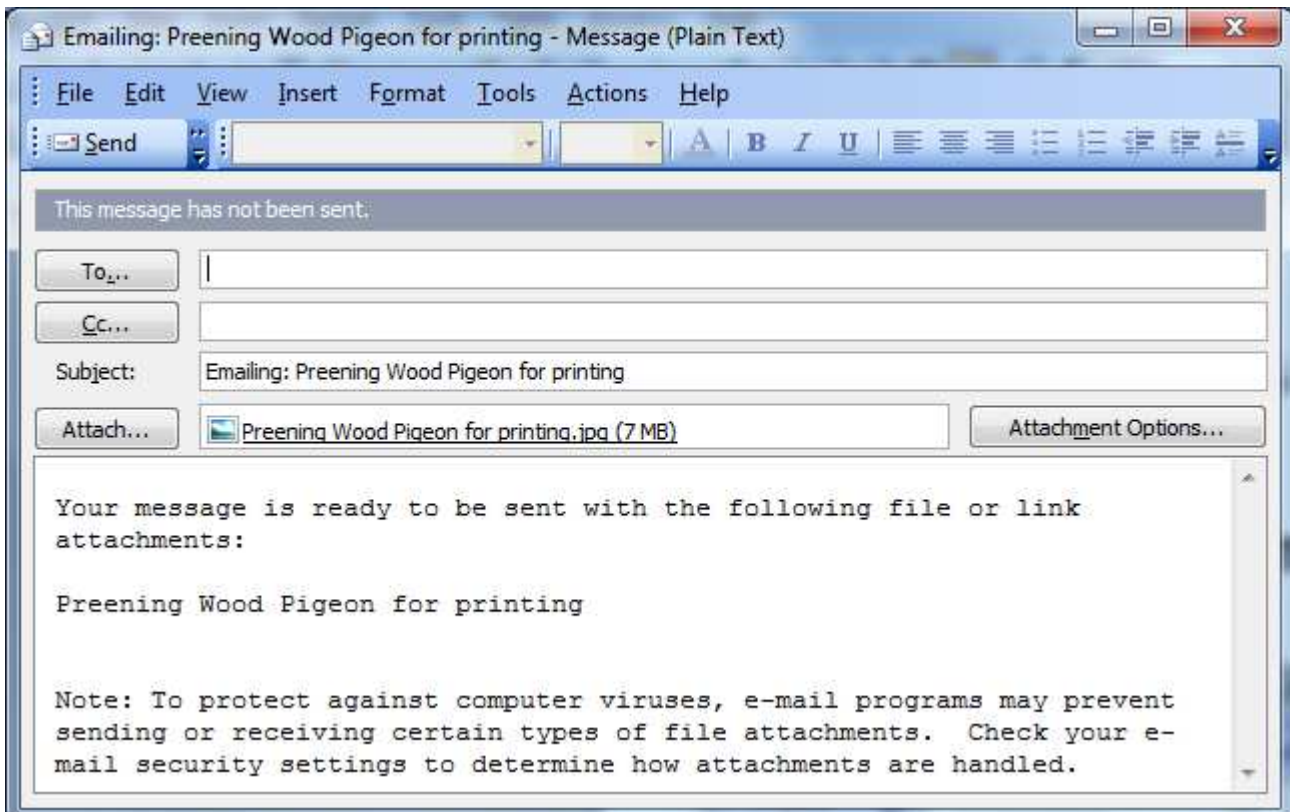 Emailing: Preening Wood Pigeon for printing - Message (Plain Text)
File Edit View Insert Format Tools Actions Help
Send A B I U
This message has not been sent.
To...
Cc...
Subject: Emailing: Preening Wood Pigeon for printing
Attach... Preening Wood Pigeon for printing.jpg (7 MB) Attachment Options...
Your message is ready to be sent with the following file or link
attachments:
Preening Wood Pigeon for printing
Note: To protect against computer viruses, e-mail programs may prevent
sending or receiving certain types of file attachments.  Check your e-
mail security settings to determine how attachments are handled.